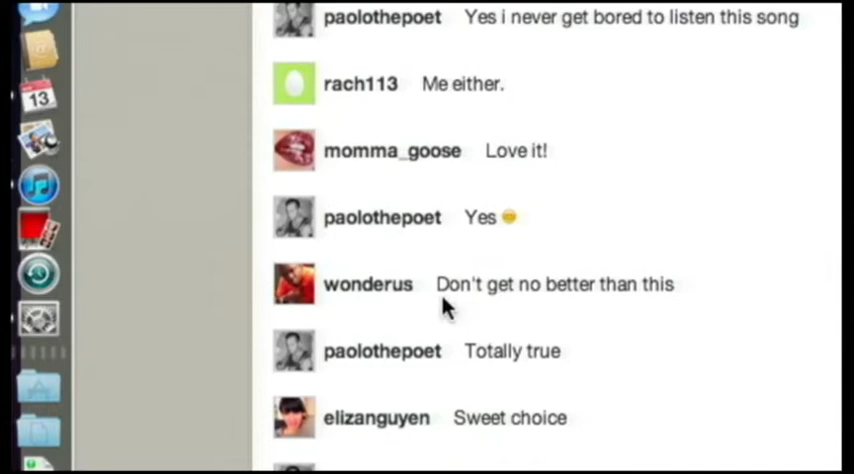 paolothepoet Yes i never get bored to listen this song
13
rach113 Me either.
momma_goose Love it!
paolothepoet Yes
wonderus Don't get no better than this
paolothepoet Totally true
elizanguyen Sweet choice